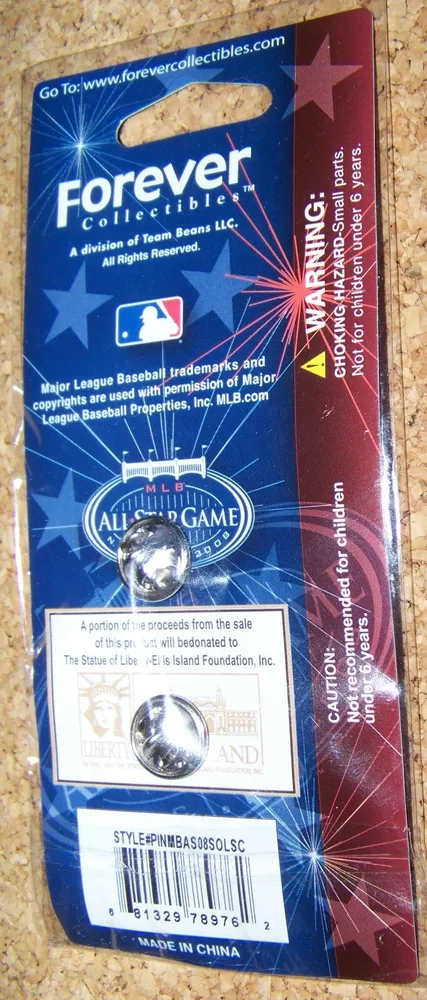 Go To: www.forevercollectibles.com
Forever
Collectibles™
A division of Team Beans LLC.
All Rights Reserved.
Major League Baseball trademarks and
copyrights are used with permission of Major
League Baseball Properties, Inc. MLB.com
MLB
ALL STAR GAME
2008
A portion of the proceeds from the sale
of this product will bedonated to
The Statue of Liberty-Ellis Island Foundation, Inc.
STYLE#PINMBAS08SOLSC
6 81329 78976 2
MADE IN CHINA
WARNING:
CHOKING HAZARD-Small parts.
Not for children under 6 years.
CAUTION:
Not recommended for children
under 6 years.